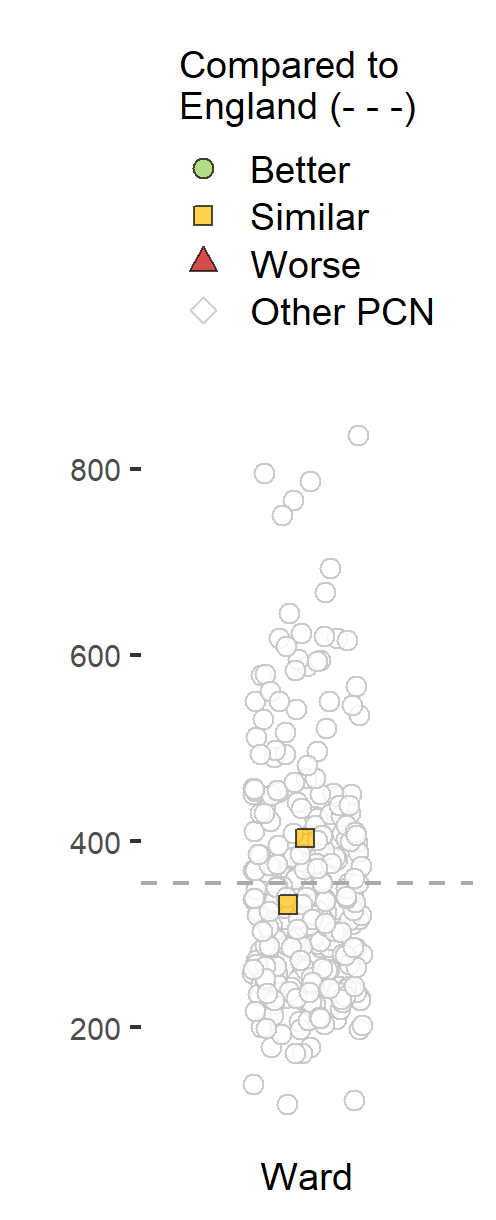 Compared to
England (- - -)
Better
Similar
Worse
Other PCN
800
600
400
200
Ward